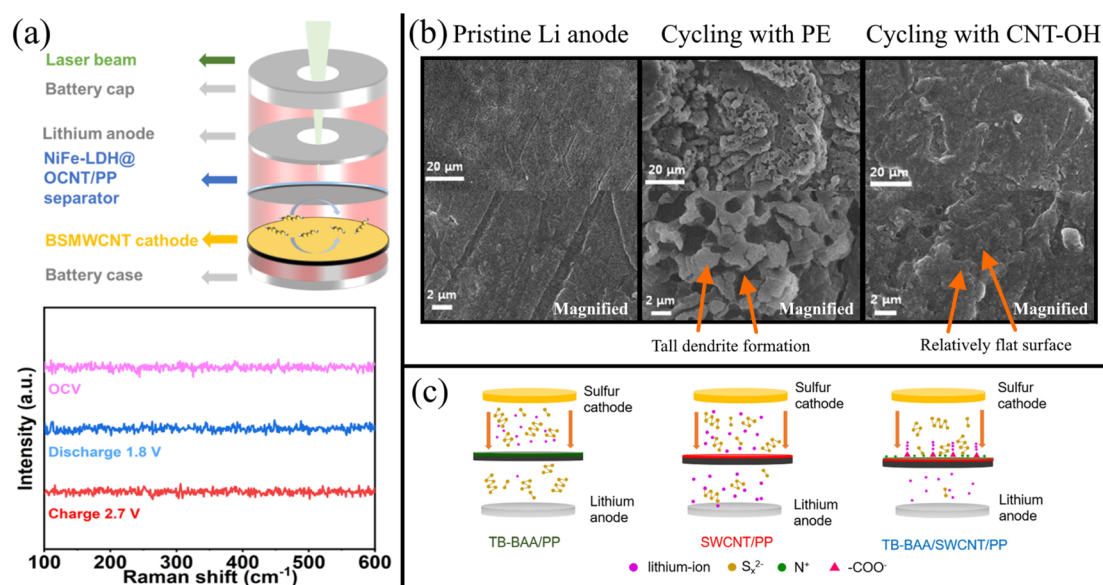 (a)
Laser beam
Battery cap
Lithium anode
NiFe-LDH@
OCNT/PP
separator
BSMWCNT cathode
Battery case
Intensity (a.u.)
OCV
Discharge 1.8 V
Charge 2.7 V
100 200 300 400 500 600
Raman shift (cm⁻¹)
(b)
Pristine Li anode Cycling with PE Cycling with CNT-OH
20 µm 20 µm 20 µm
2 µm Magnified 2 µm Magnified 2 µm Magnified
Tall dendrite formation Relatively flat surface
(c)
Sulfur
cathode
Lithium
anode
TB-BAA/PP
Sulfur
cathode
Lithium
anode
SWCNT/PP
Sulfur
cathode
Lithium
anode
TB-BAA/SWCNT/PP
lithium-ion Sₓ²⁻ N⁺ -COO⁻